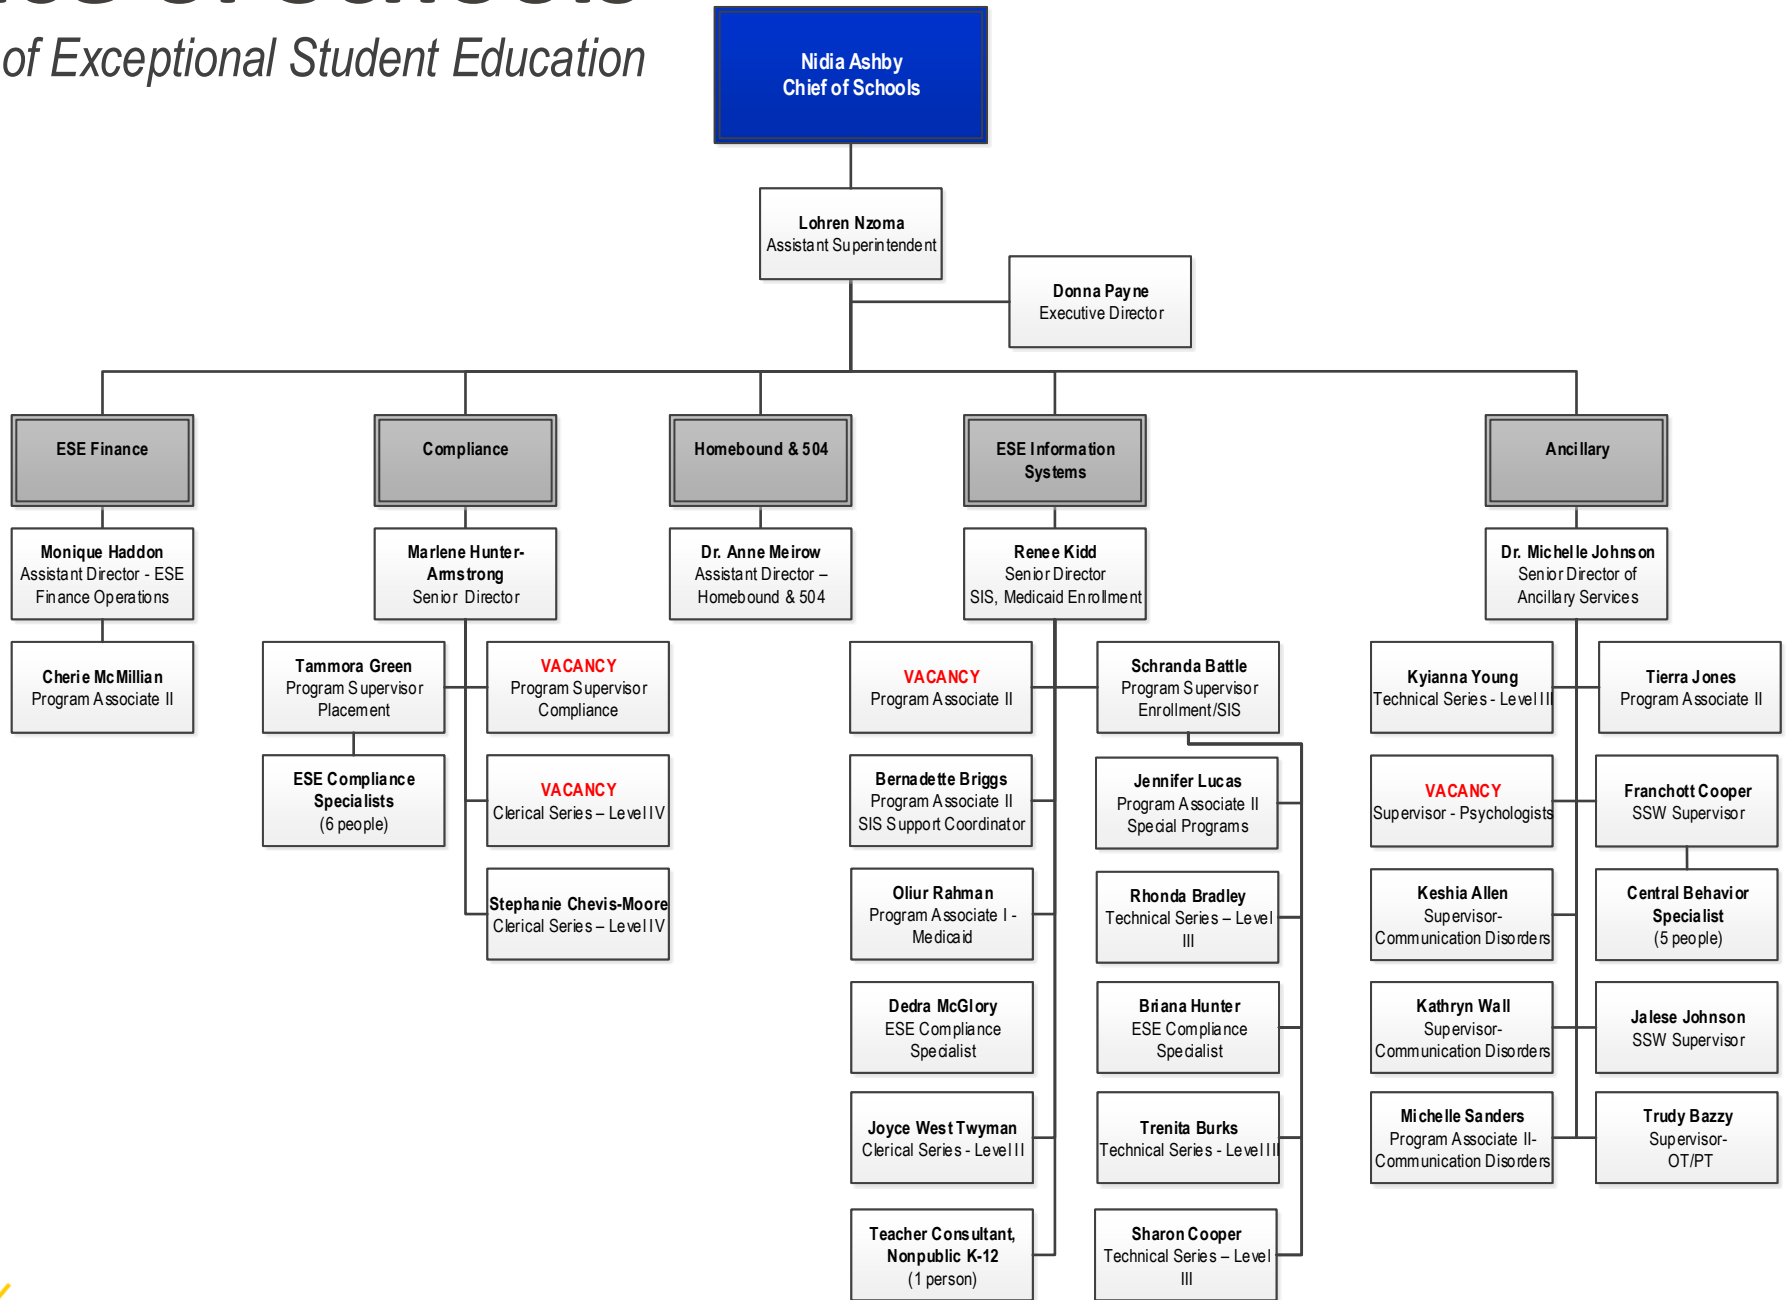 of Exceptional Student Education
Nidia Ashby
Chief of Schools
Lohren Nzoma
Assistant Superintendent
Donna Payne
Executive Director
ESE Finance
Compliance
Homebound & 504
ESE Information
Systems
Ancillary
Monique Haddon
Assistant Director - ESE
Finance Operations
Marlene Hunter-
Armstrong
Senior Director
Dr. Anne Meirow
Assistant Director –
Homebound & 504
Renee Kidd
Senior Director
SIS, Medicaid Enrollment
Dr. Michelle Johnson
Senior Director of
Ancillary Services
Cherie McMillian
Program Associate II
Tammora Green
Program Supervisor
Placement
VACANCY
Program Supervisor
Compliance
VACANCY
Program Associate II
Schranda Battle
Program Supervisor
Enrollment/SIS
Kyianna Young
Technical Series - Level III
Tierra Jones
Program Associate II
ESE Compliance
Specialists
(6 people)
VACANCY
Clerical Series – Level IV
Bernadette Briggs
Program Associate II
SIS Support Coordinator
Jennifer Lucas
Program Associate II
Special Programs
VACANCY
Supervisor - Psychologists
Franchott Cooper
SSW Supervisor
Stephanie Chevis-Moore
Clerical Series – Level IV
Oliur Rahman
Program Associate I -
Medicaid
Rhonda Bradley
Technical Series – Level
III
Keshia Allen
Supervisor-
Communication Disorders
Central Behavior
Specialist
(5 people)
Dedra McGlory
ESE Compliance
Specialist
Briana Hunter
ESE Compliance
Specialist
Kathryn Wall
Supervisor-
Communication Disorders
Jalese Johnson
SSW Supervisor
Joyce West Twyman
Clerical Series - Level II
Trenita Burks
Technical Series - Level III
Michelle Sanders
Program Associate II-
Communication Disorders
Trudy Bazzy
Supervisor-
OT/PT
Teacher Consultant,
Nonpublic K-12
(1 person)
Sharon Cooper
Technical Series – Level
III